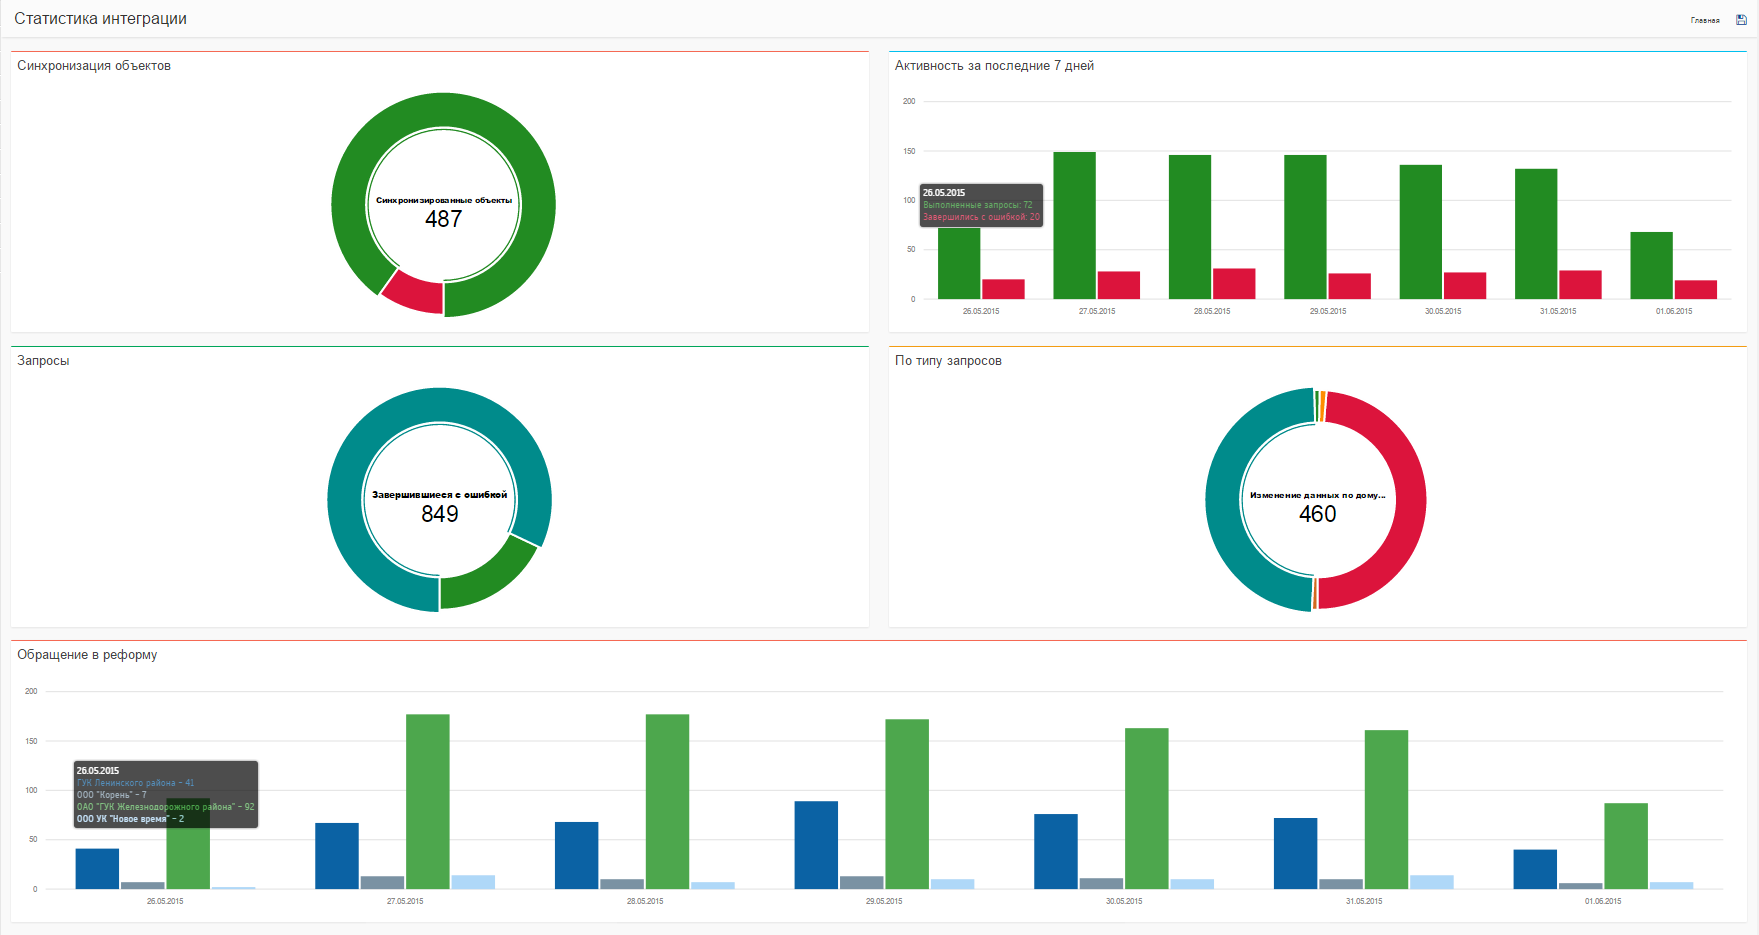 Статистика интеграции
Главная
Синхронизация объектов
Синхронизированные объекты
487
Активность за последние 7 дней
200
150
100
50
0
26.05.2015
Выполненные запросы: 72
Завершились с ошибкой: 20
26.05.2015
27.05.2015
28.05.2015
29.05.2015
30.05.2015
31.05.2015
01.06.2015
Запросы
Завершившиеся с ошибкой
849
По типу запросов
Изменение данных по дому...
460
Обращение в реформу
200
150
100
50
0
26.05.2015
ГУК Ленинского района - 41
ООО "Корень" - 7
ОАО "ГУК Железнодорожного района" - 92
ООО УК "Новое время" - 2
26.05.2015
27.05.2015
28.05.2015
29.05.2015
30.05.2015
31.05.2015
01.06.2015